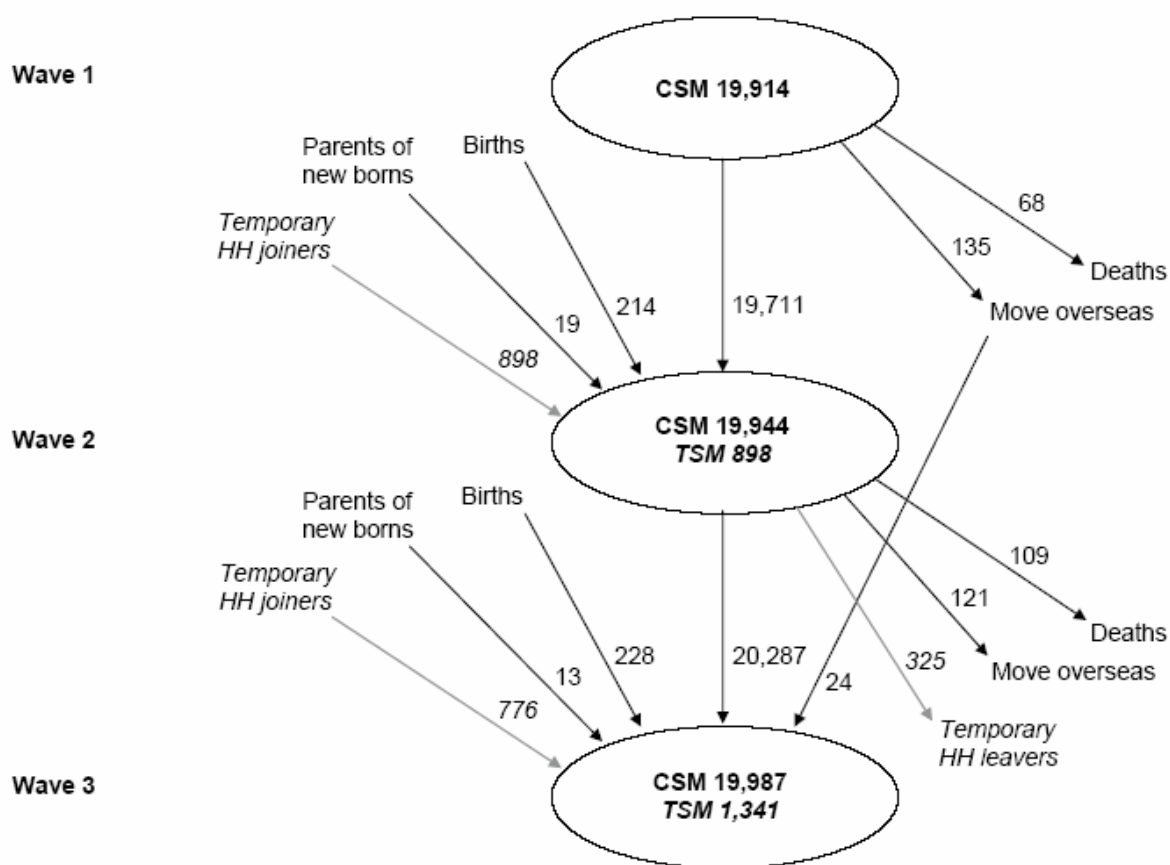 Wave 1
CSM 19,914
Parents of
new borns
Births
Temporary
HH joiners
68
135
Deaths
Move overseas
214
19,711
19
898
Wave 2
CSM 19,944
TSM 898
Parents of
new borns
Births
Temporary
HH joiners
109
121
Deaths
Move overseas
228
20,287
325
24
13
776
Temporary
HH leavers
Wave 3
CSM 19,987
TSM 1,341